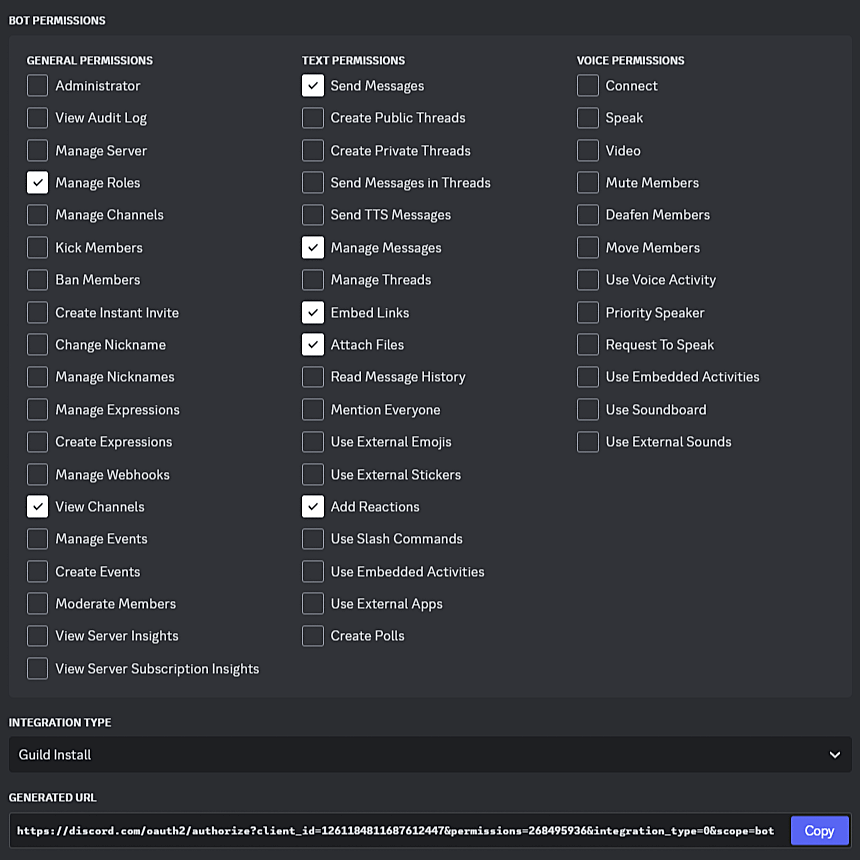 BOT PERMISSIONS
GENERAL PERMISSIONS
Administrator
View Audit Log
Manage Server
Manage Roles
Manage Channels
Kick Members
Ban Members
Create Instant Invite
Change Nickname
Manage Nicknames
Manage Expressions
Create Expressions
Manage Webhooks
View Channels
Manage Events
Create Events
Moderate Members
View Server Insights
View Server Subscription Insights
TEXT PERMISSIONS
Send Messages
Create Public Threads
Create Private Threads
Send Messages in Threads
Send TTS Messages
Manage Messages
Manage Threads
Embed Links
Attach Files
Read Message History
Mention Everyone
Use External Emojis
Use External Stickers
Add Reactions
Use Slash Commands
Use Embedded Activities
Use External Apps
Create Polls
VOICE PERMISSIONS
Connect
Speak
Video
Mute Members
Deafen Members
Move Members
Use Voice Activity
Priority Speaker
Request To Speak
Use Embedded Activities
Use Soundboard
Use External Sounds
INTEGRATION TYPE
Guild Install
GENERATED URL
https://discord.com/oauth2/authorize?client_id=1261184811687612447&permissions=268495936&integration_type=0&scope=bot
Copy